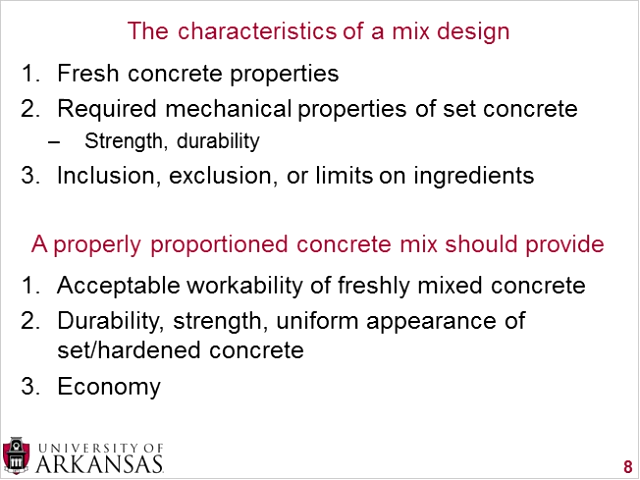 The characteristics of a mix design
1. Fresh concrete properties
2. Required mechanical properties of set concrete
– Strength, durability
3. Inclusion, exclusion, or limits on ingredients
A properly proportioned concrete mix should provide
1. Acceptable workability of freshly mixed concrete
2. Durability, strength, uniform appearance of
set/hardened concrete
3. Economy
UNIVERSITY OF
ARKANSAS
8